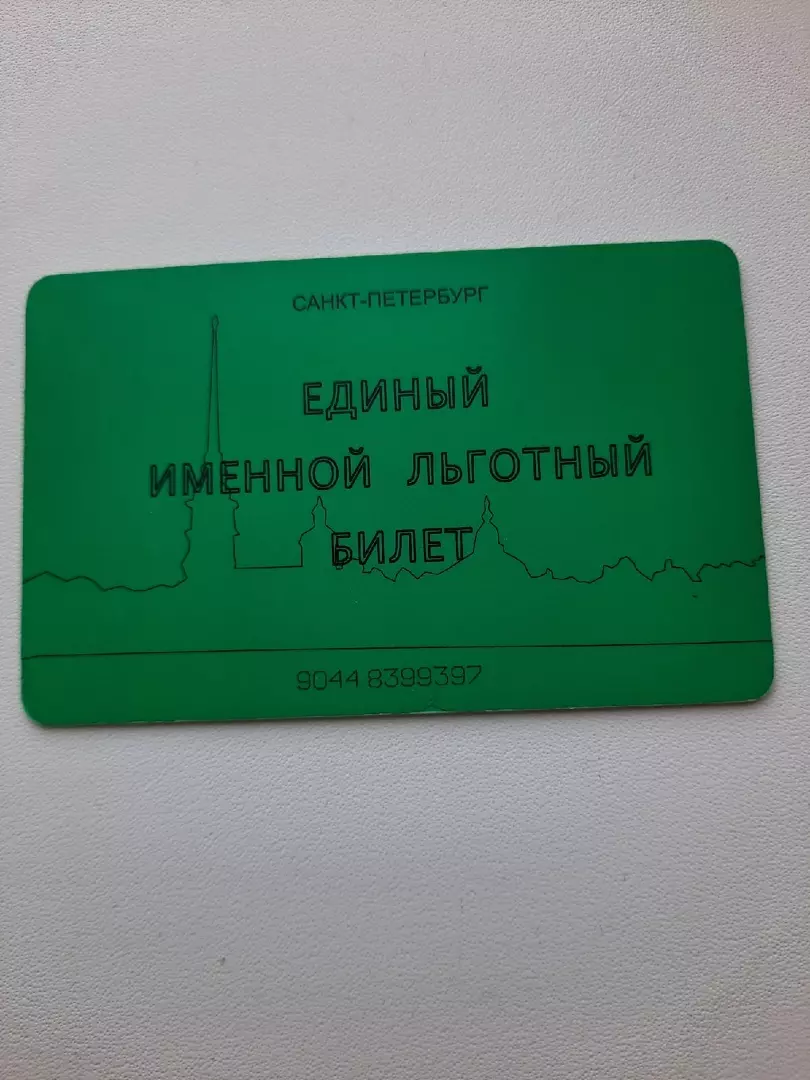 САНКТ-ПЕТЕРБУРГ
ЕДИНЫЙ
ИМЕННОЙ ЛЬГОТНЫЙ
БИЛЕТ
9044 8399397